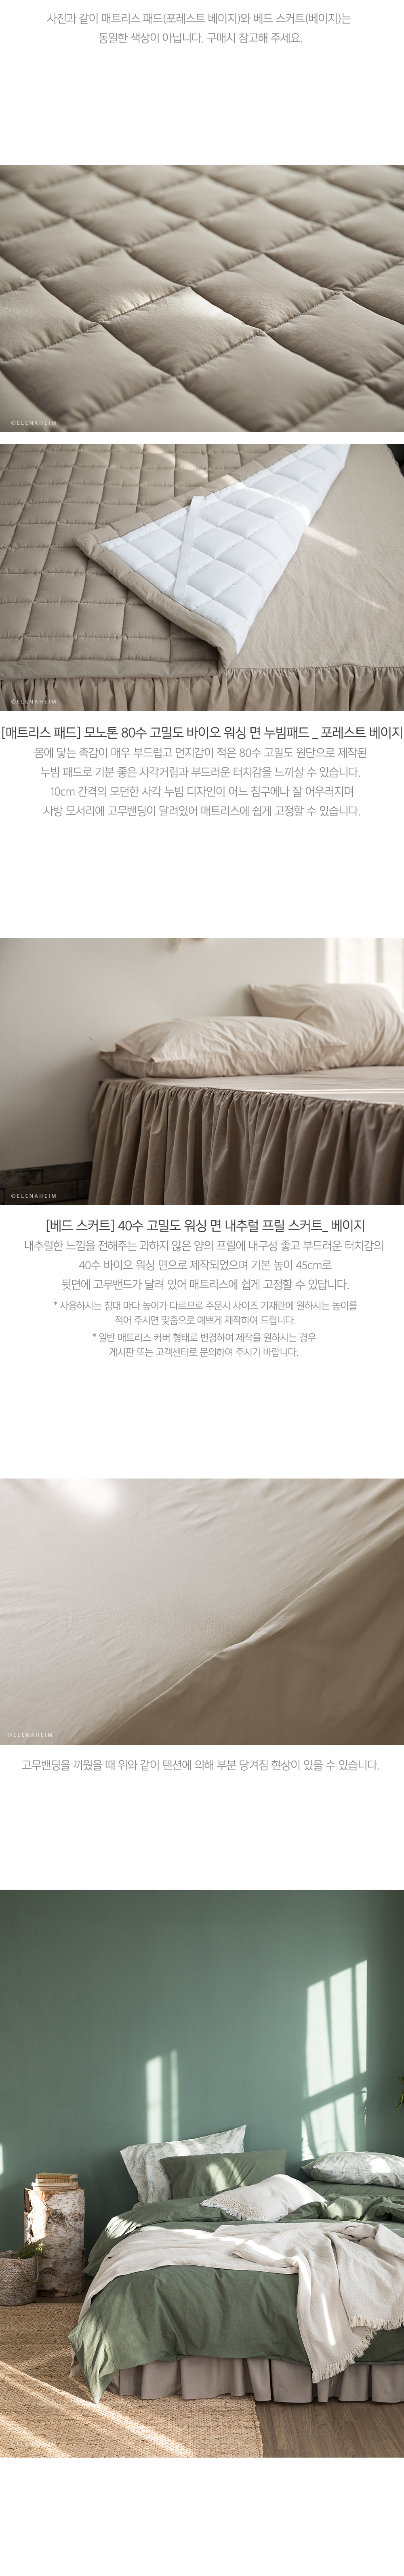 사진과 같이 매트리스 패드(포레스트 베이지)와 베드 스커트(베이지)는
동일한 색상이 아닙니다. 구매시 참고해 주세요.
©ELENAHEIM
©ELENAHEIM
[매트리스 패드] 모노톤 80수 고밀도 바이오 워싱 면 누빔패드 _ 포레스트 베이지
몸에 닿는 촉감이 매우 부드럽고 먼지감이 적은 80수 고밀도 원단으로 제작된
누빔 패드로 기분 좋은 사각거림과 부드러운 터치감을 느끼실 수 있습니다.
10cm 간격의 모던한 사각 누빔 디자인이 어느 침구에나 잘 어우러지며
사방 모서리에 고무밴딩이 달려있어 매트리스에 쉽게 고정할 수 있습니다.
©ELENAHEIM
[베드 스커트] 40수 고밀도 워싱 면 내추럴 프릴 스커트_ 베이지
내추럴한 느낌을 전해주는 과하지 않은 양의 프릴에 내구성 좋고 부드러운 터치감의
40수 바이오 워싱 면으로 제작되었으며 기본 높이 45cm로
뒷면에 고무밴드가 달려 있어 매트리스에 쉽게 고정할 수 있답니다.
* 사용하시는 침대 마다 높이가 다르므로 주문시 사이즈 기재란에 원하시는 높이를
적어 주시면 맞춤으로 예쁘게 제작하여 드립니다.
* 일반 매트리스 커버 형태로 변경하여 제작을 원하시는 경우
게시판 또는 고객센터로 문의하여 주시기 바랍니다.
©ELENAHEIM
고무밴딩을 끼웠을 때 위와 같이 텐션에 의해 부분 당겨짐 현상이 있을 수 있습니다.